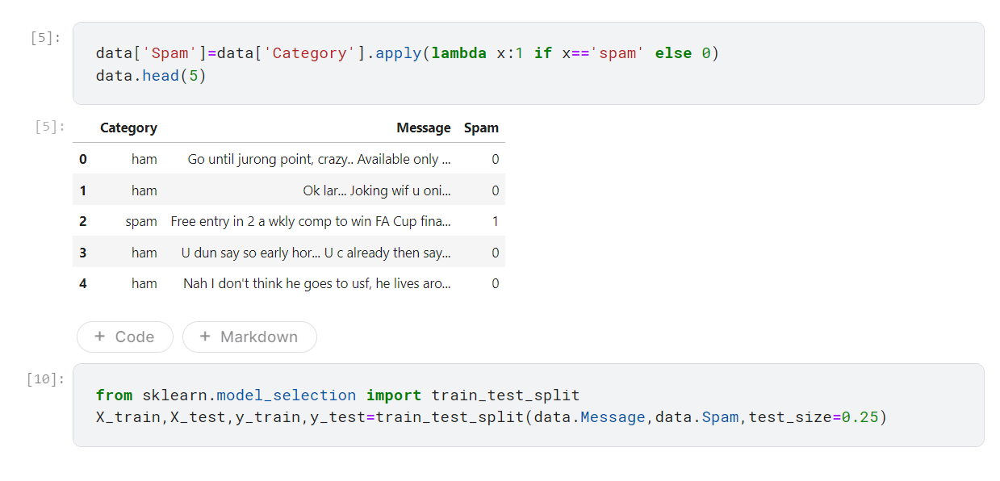 [5]:
data['Spam']=data['Category'].apply(lambda x:1 if x=='spam' else 0)
data.head(5)
[5]:
Category Message Spam
0 ham Go until jurong point, crazy.. Available only ... 0
1 ham Ok lar... Joking wif u oni... 0
2 spam Free entry in 2 a wkly comp to win FA Cup fina... 1
3 ham U dun say so early hor... U c already then say... 0
4 ham Nah I don't think he goes to usf, he lives aro... 0
+ Code + Markdown
[10]:
from sklearn.model_selection import train_test_split
X_train,X_test,y_train,y_test=train_test_split(data.Message,data.Spam,test_size=0.25)